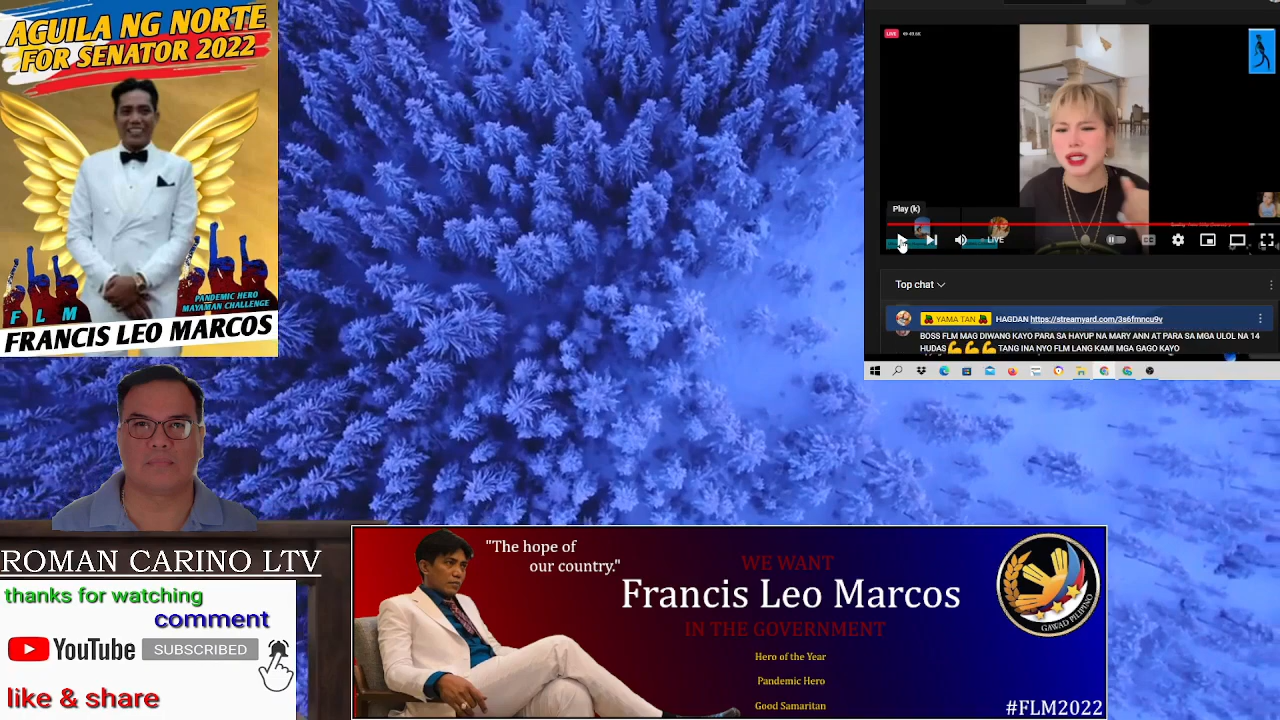 AGUILA NG NORTE
FOR SENATOR 2022
F L M
PANDEMIC HERO
MAYAMAN CHALLENGE
FRANCIS LEO MARCOS
LIVE
Play (k)
LIVE
Top chat
YAMA TAN HAGDAN https://streamyard.com/3s6fmncu9v
BOSS FLM MAG DIWANG KAYO PARA SA HAYUP NA MARY ANN AT PARA SA MGA ULOL NA 14
HUDAS TANG INA NYO FLM LANG KAMI MGA GAGO KAYO
ROMAN CARINO LTV
thanks for watching
comment
YouTube SUBSCRIBED
like & share
"The hope of
our country."
WE WANT
Francis Leo Marcos
IN THE GOVERNMENT
Hero of the Year
Pandemic Hero
Good Samaritan
GAWAD PILIPINO
#FLM2022